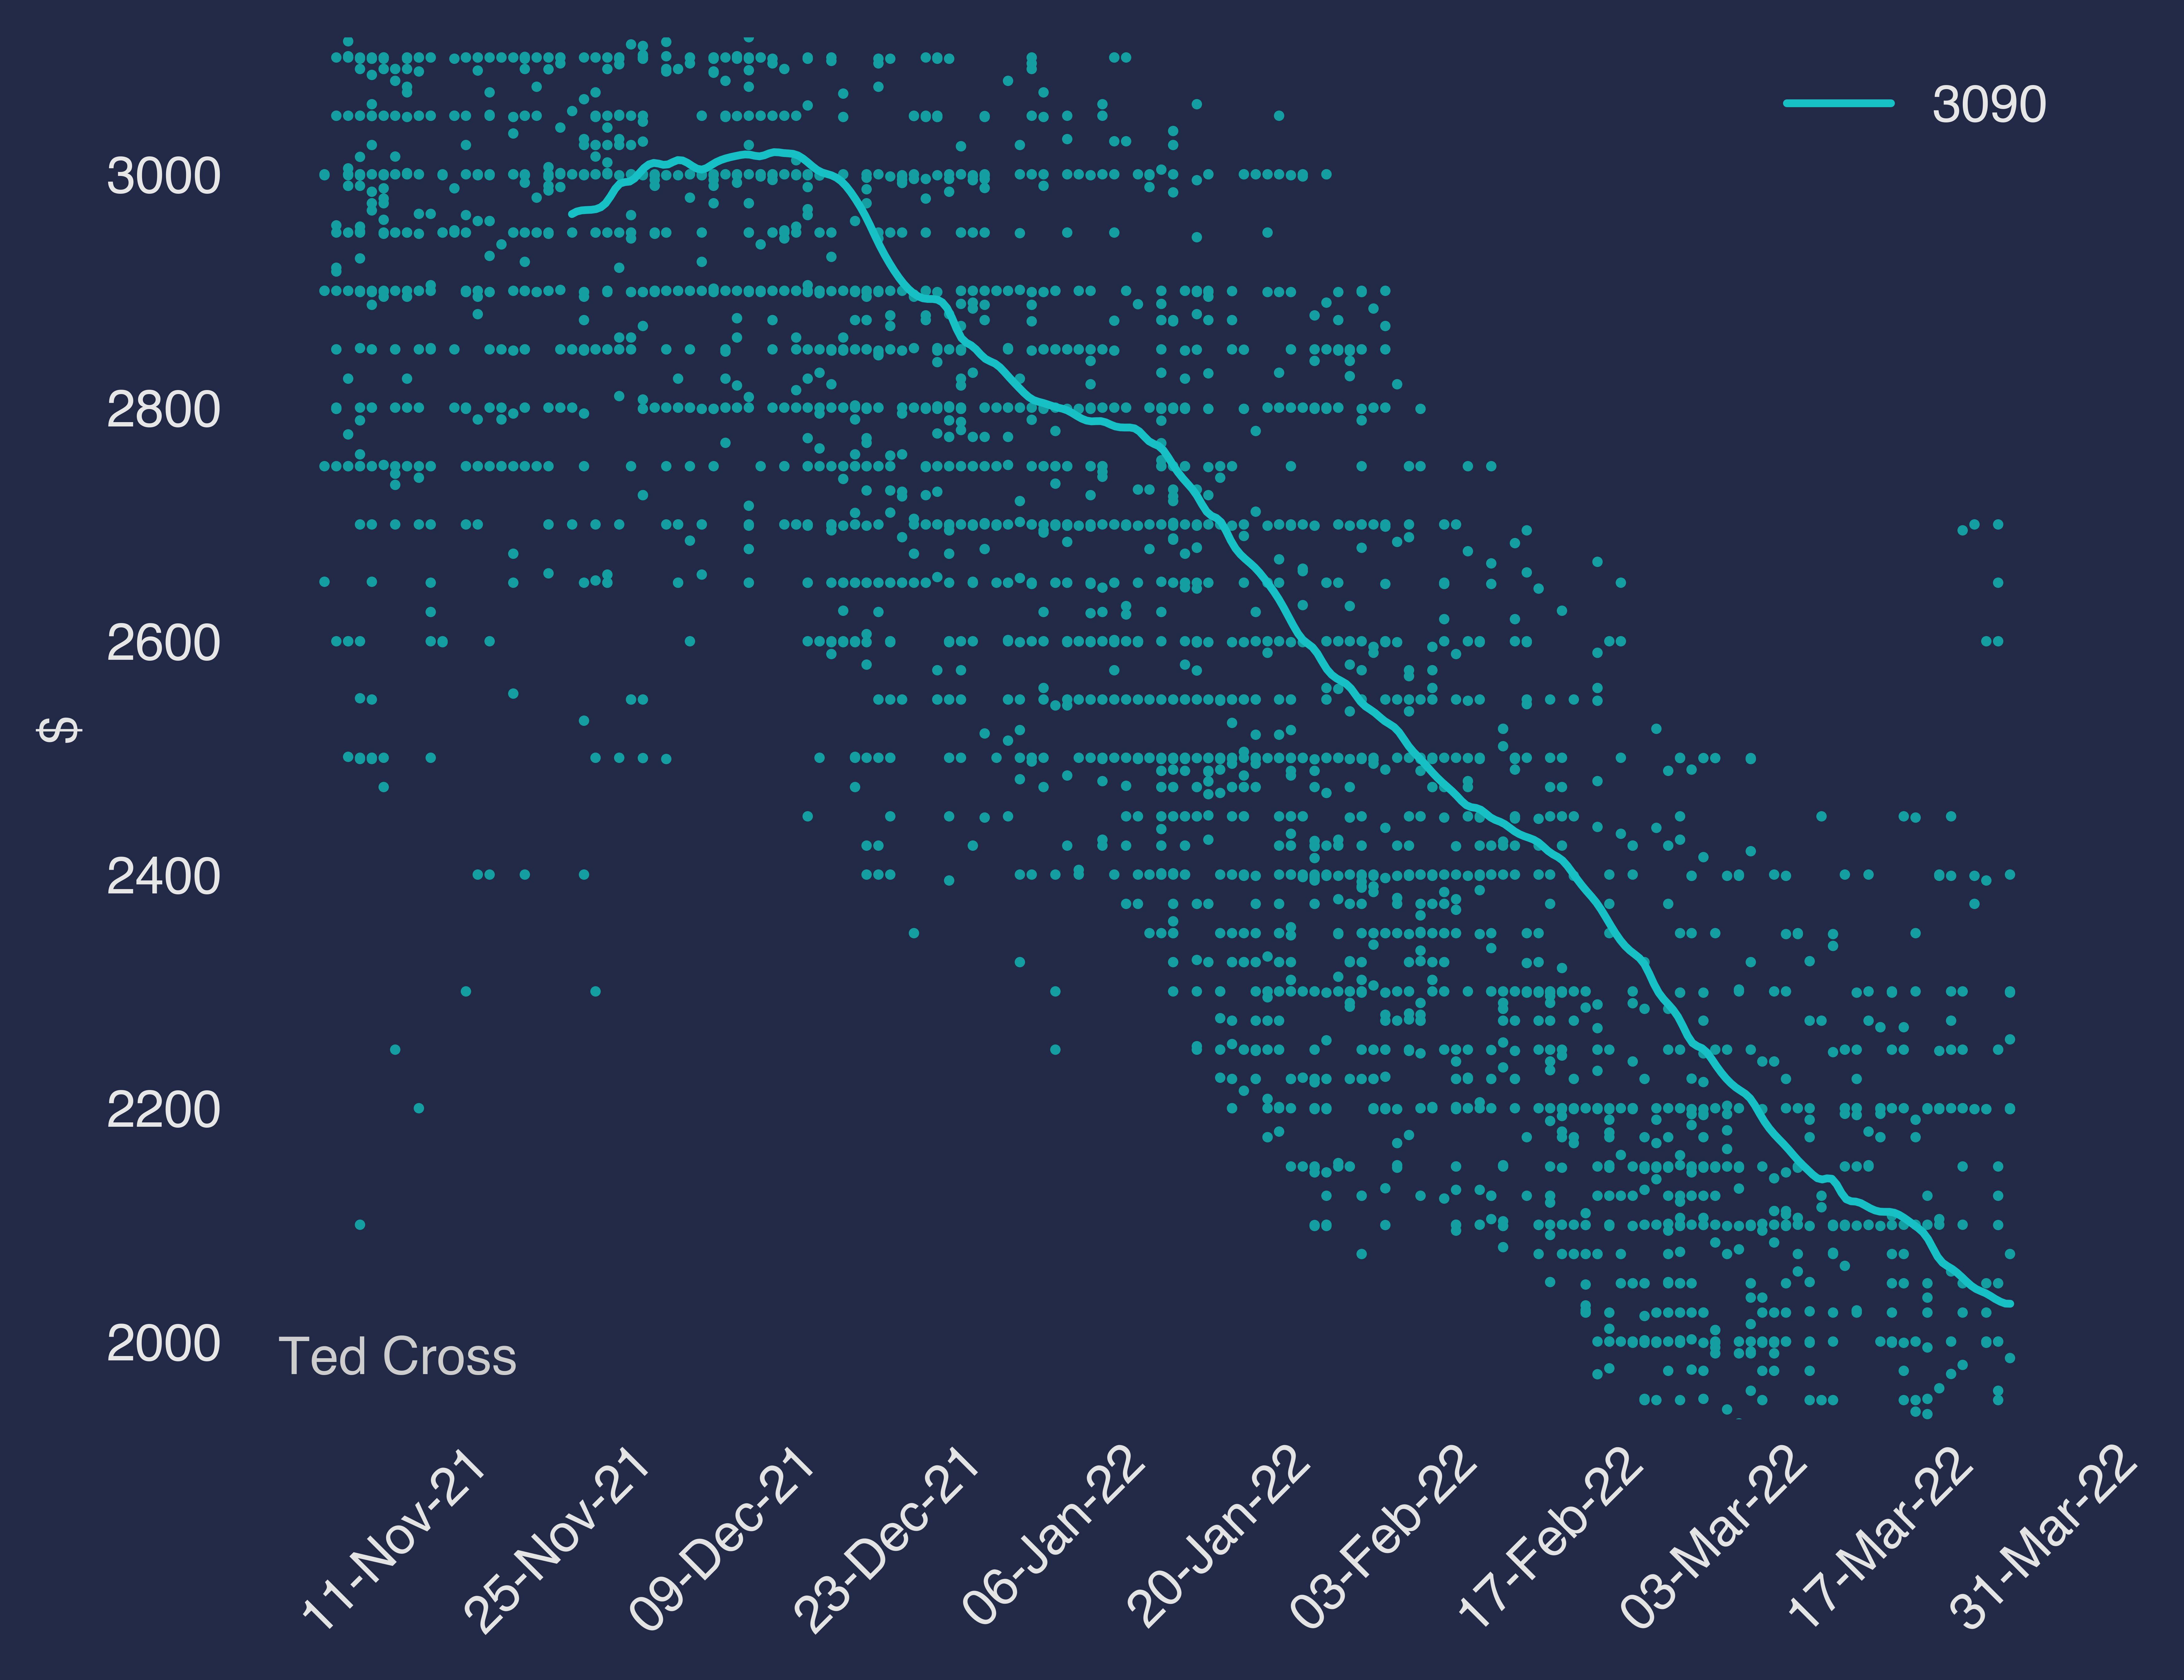 3090
3000
2800
2600
$
2400
2200
2000
Ted Cross
11-Nov-21
25-Nov-21
09-Dec-21
23-Dec-21
06-Jan-22
20-Jan-22
03-Feb-22
17-Feb-22
03-Mar-22
17-Mar-22
31-Mar-22